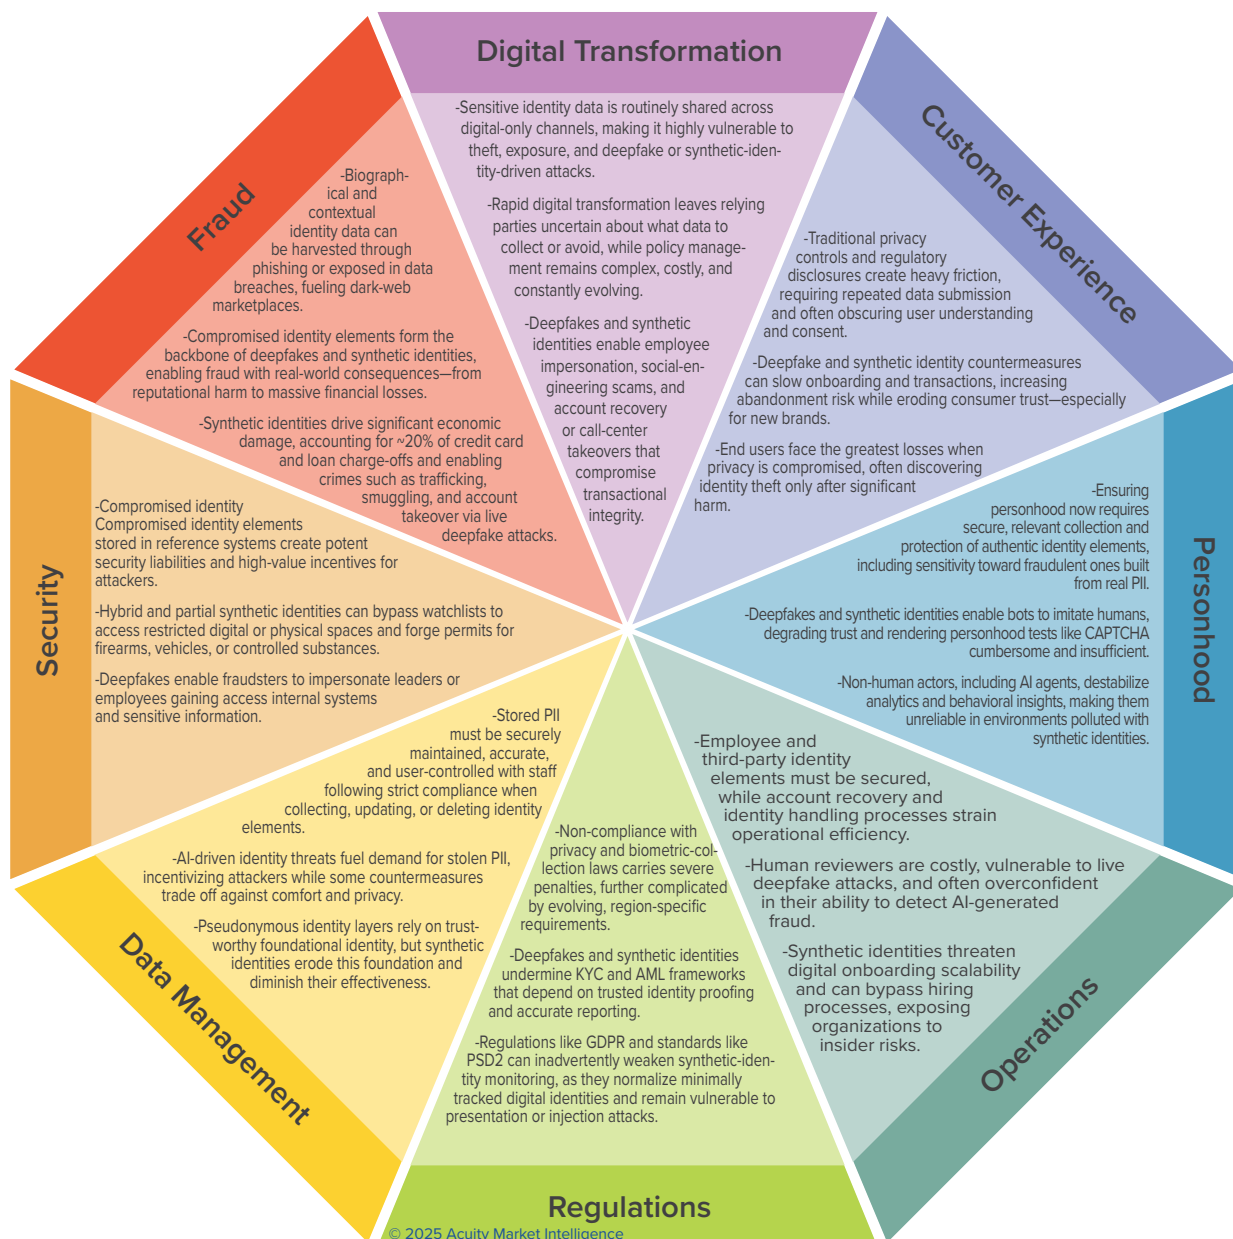 Digital Transformation
-Sensitive identity data is routinely shared across
digital-only channels, making it highly vulnerable to
theft, exposure, and deepfake or synthetic-iden-
tity-driven attacks.
-Rapid digital transformation leaves relying
parties uncertain about what data to
collect or avoid, while policy manage-
ment remains complex, costly, and
constantly evolving.
-Deepfakes and synthetic
identities enable employee
impersonation, social-en-
gineering scams, and
account recovery
or call-center
takeovers that
compromise
transactional
integrity.
Customer Experience
-Traditional privacy
controls and regulatory
disclosures create heavy friction,
requiring repeated data submission
and often obscuring user understanding
and consent.
-Deepfake and synthetic identity countermeasures
can slow onboarding and transactions, increasing
abandonment risk while eroding consumer trust—especially
for new brands.
-End users face the greatest losses when
privacy is compromised, often discovering
identity theft only after significant
harm.
Personhood
-Ensuring
personhood now requires
secure, relevant collection and
protection of authentic identity elements,
including sensitivity toward fraudulent ones built
from real PII.
-Deepfakes and synthetic identities enable bots to imitate humans,
degrading trust and rendering personhood tests like CAPTCHA
cumbersome and insufficient.
-Non-human actors, including AI agents, destabilize
analytics and behavioral insights, making them
unreliable in environments polluted with
synthetic identities.
Operations
-Employee and
third-party identity
elements must be secured,
while account recovery and
identity handling processes strain
operational efficiency.
-Human reviewers are costly, vulnerable to live
deepfake attacks, and often overconfident
in their ability to detect AI-generated
fraud.
-Synthetic identities threaten
digital onboarding scalability
and can bypass hiring
processes, exposing
organizations to
insider risks.
Regulations
-Non-compliance with
privacy and biometric-col-
lection laws carries severe
penalties, further complicated
by evolving, region-specific
requirements.
-Deepfakes and synthetic identities
undermine KYC and AML frameworks
that depend on trusted identity proofing
and accurate reporting.
-Regulations like GDPR and standards like
PSD2 can inadvertently weaken synthetic-iden-
tity monitoring, as they normalize minimally
tracked digital identities and remain vulnerable to
presentation or injection attacks.
Data Management
-Stored PII
must be securely
maintained, accurate,
and user-controlled with staff
following strict compliance when
collecting, updating, or deleting identity
elements.
-AI-driven identity threats fuel demand for stolen PII,
incentivizing attackers while some countermeasures
trade off against comfort and privacy.
-Pseudonymous identity layers rely on trust-
worthy foundational identity, but synthetic
identities erode this foundation and
diminish their effectiveness.
Security
-Compromised identity
Compromised identity elements
stored in reference systems create potent
security liabilities and high-value incentives for
attackers.
-Hybrid and partial synthetic identities can bypass watchlists to
access restricted digital or physical spaces and forge permits for
firearms, vehicles, or controlled substances.
-Deepfakes enable fraudsters to impersonate leaders or
employees gaining access internal systems
and sensitive information.
Fraud
-Biograph-
ical and
contextual
identity data can
be harvested through
phishing or exposed in data
breaches, fueling dark-web
marketplaces.
-Compromised identity elements form the
backbone of deepfakes and synthetic identities,
enabling fraud with real-world consequences—from
reputational harm to massive financial losses.
-Synthetic identities drive significant economic
damage, accounting for ~20% of credit card
and loan charge-offs and enabling
crimes such as trafficking,
smuggling, and account
takeover via live
deepfake attacks.
© 2025 Acuity Market Intelligence